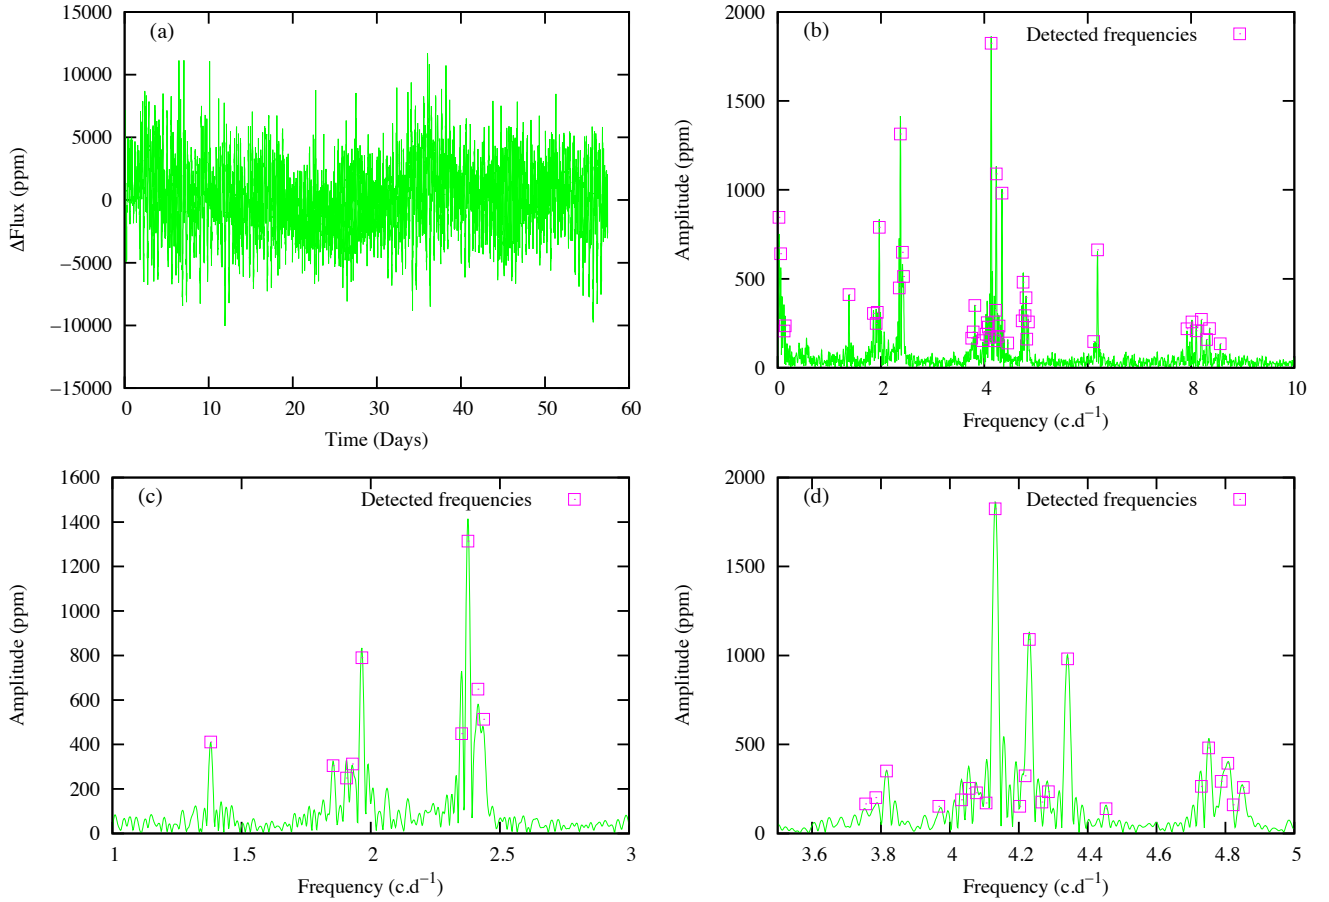 (a)
15000
10000
5000
0
−5000
−10000
−15000
ΔFlux (ppm)
0 10 20 30 40 50 60
Time (Days)
(b)
Detected frequencies
2000
1500
1000
500
0
Amplitude (ppm)
0 2 4 6 8 10
Frequency (c.d⁻¹)
(c)
Detected frequencies
1600
1400
1200
1000
800
600
400
200
0
Amplitude (ppm)
1 1.5 2 2.5 3
Frequency (c.d⁻¹)
(d)
Detected frequencies
2000
1500
1000
500
0
Amplitude (ppm)
3.6 3.8 4 4.2 4.4 4.6 4.8 5
Frequency (c.d⁻¹)